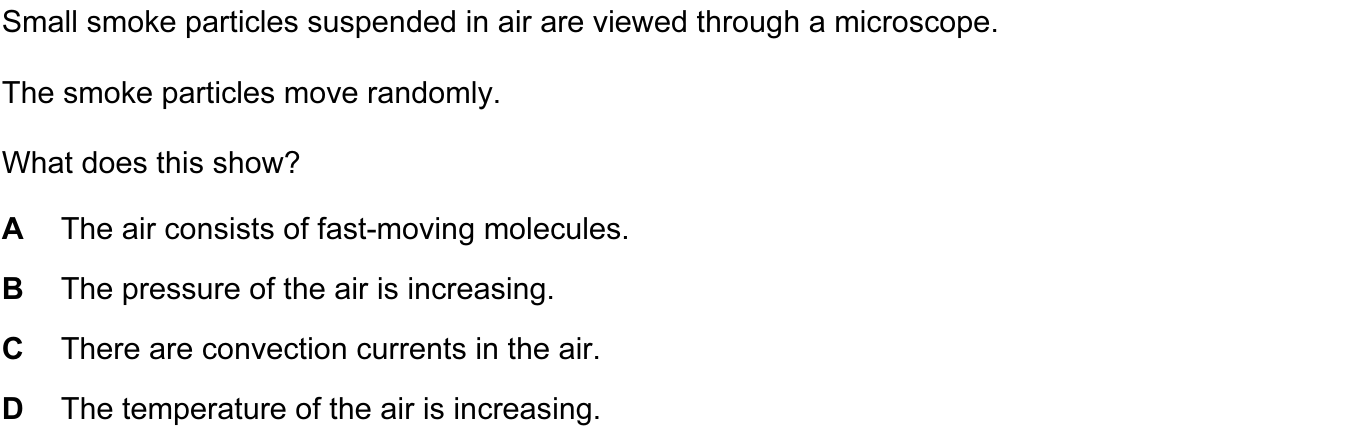 Small smoke particles suspended in air are viewed through a microscope.
The smoke particles move randomly.
What does this show?
A The air consists of fast-moving molecules.
B The pressure of the air is increasing.
C There are convection currents in the air.
D The temperature of the air is increasing.